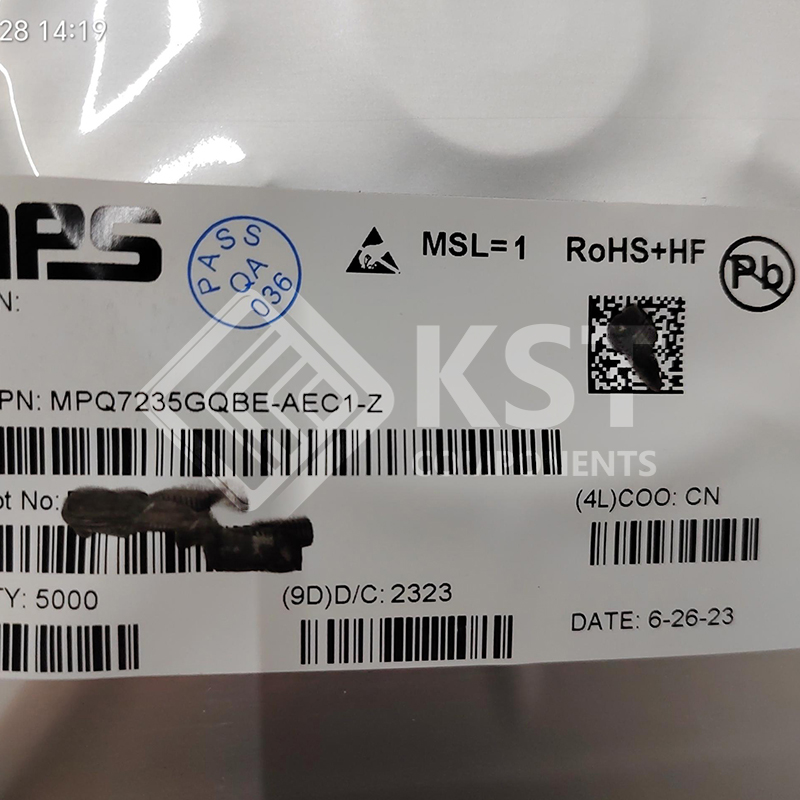 28 14:19
MPS
PASS
QA
036
MSL=1
RoHS+HF
Pb
N:
PN: MPQ7235GQBE-AEC1-Z
KST
COMPONENTS
ot No:
(4L)COO: CN
TY: 5000
(9D)D/C: 2323
DATE: 6-26-23